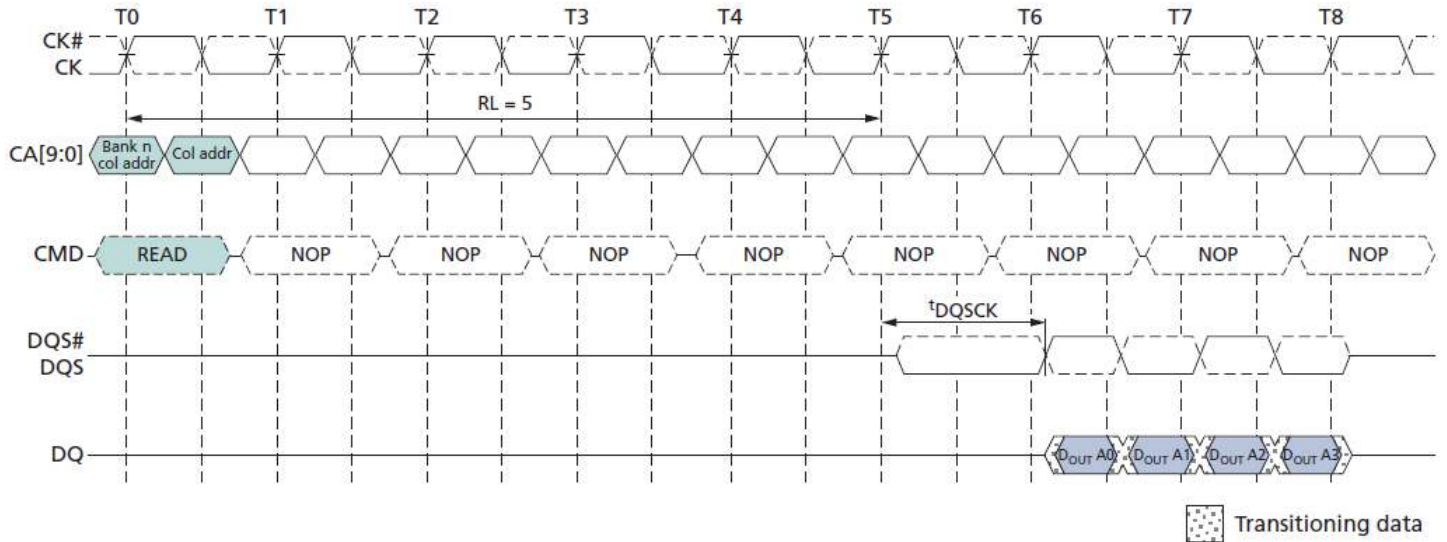 T0 T1 T2 T3 T4 T5 T6 T7 T8
CK#
CK
RL = 5
CA[9:0] Bank n col addr Col addr
CMD READ NOP NOP NOP NOP NOP NOP NOP NOP
tDQSCK
DQS#
DQS
DQ DOUT A0 DOUT A1 DOUT A2 DOUT A3
Transitioning data